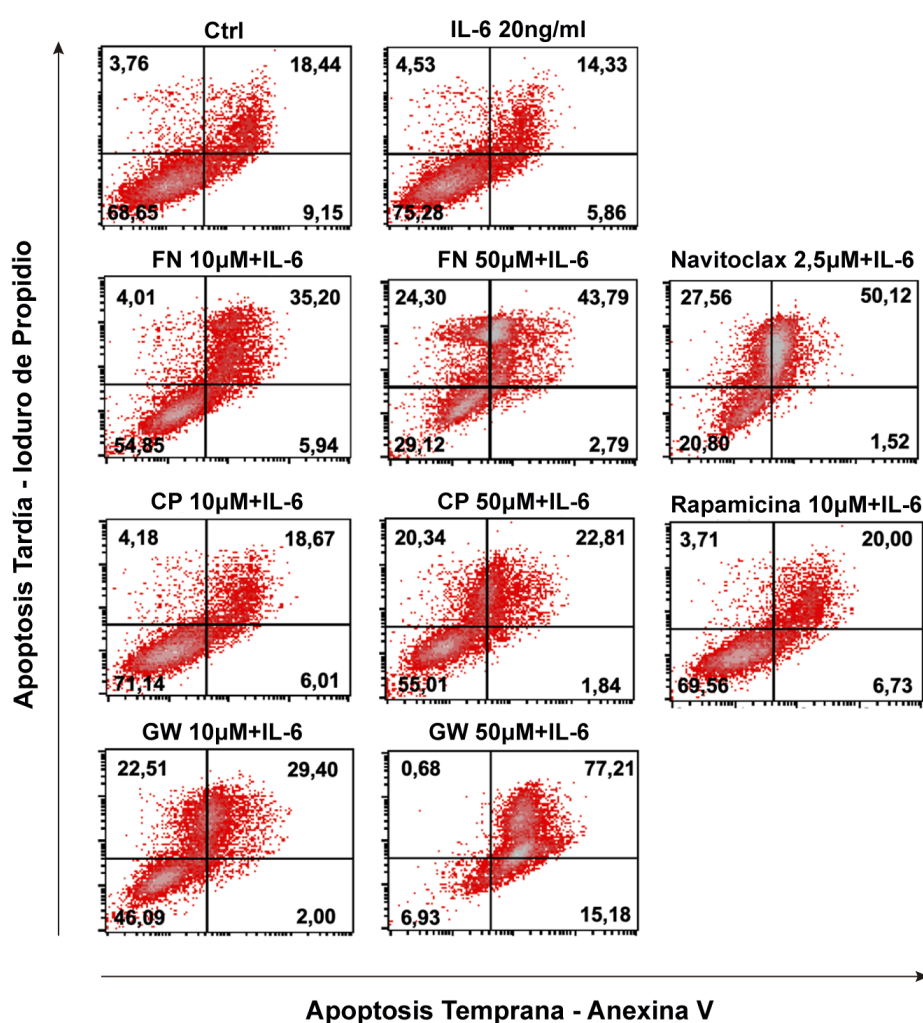 Ctrl
3,76 18,44
68,65 9,15
IL-6 20ng/ml
4,53 14,33
75,28 5,86
FN 10µM+IL-6
4,01 35,20
54,85 5,94
FN 50µM+IL-6
24,30 43,79
29,12 2,79
Navitoclax 2,5µM+IL-6
27,56 50,12
20,80 1,52
CP 10µM+IL-6
4,18 18,67
71,14 6,01
CP 50µM+IL-6
20,34 22,81
55,01 1,84
Rapamicina 10µM+IL-6
3,71 20,00
69,56 6,73
GW 10µM+IL-6
22,51 29,40
46,09 2,00
GW 50µM+IL-6
0,68 77,21
6,93 15,18
Apoptosis Tardía - Ioduro de Propidio
Apoptosis Temprana - Anexina V